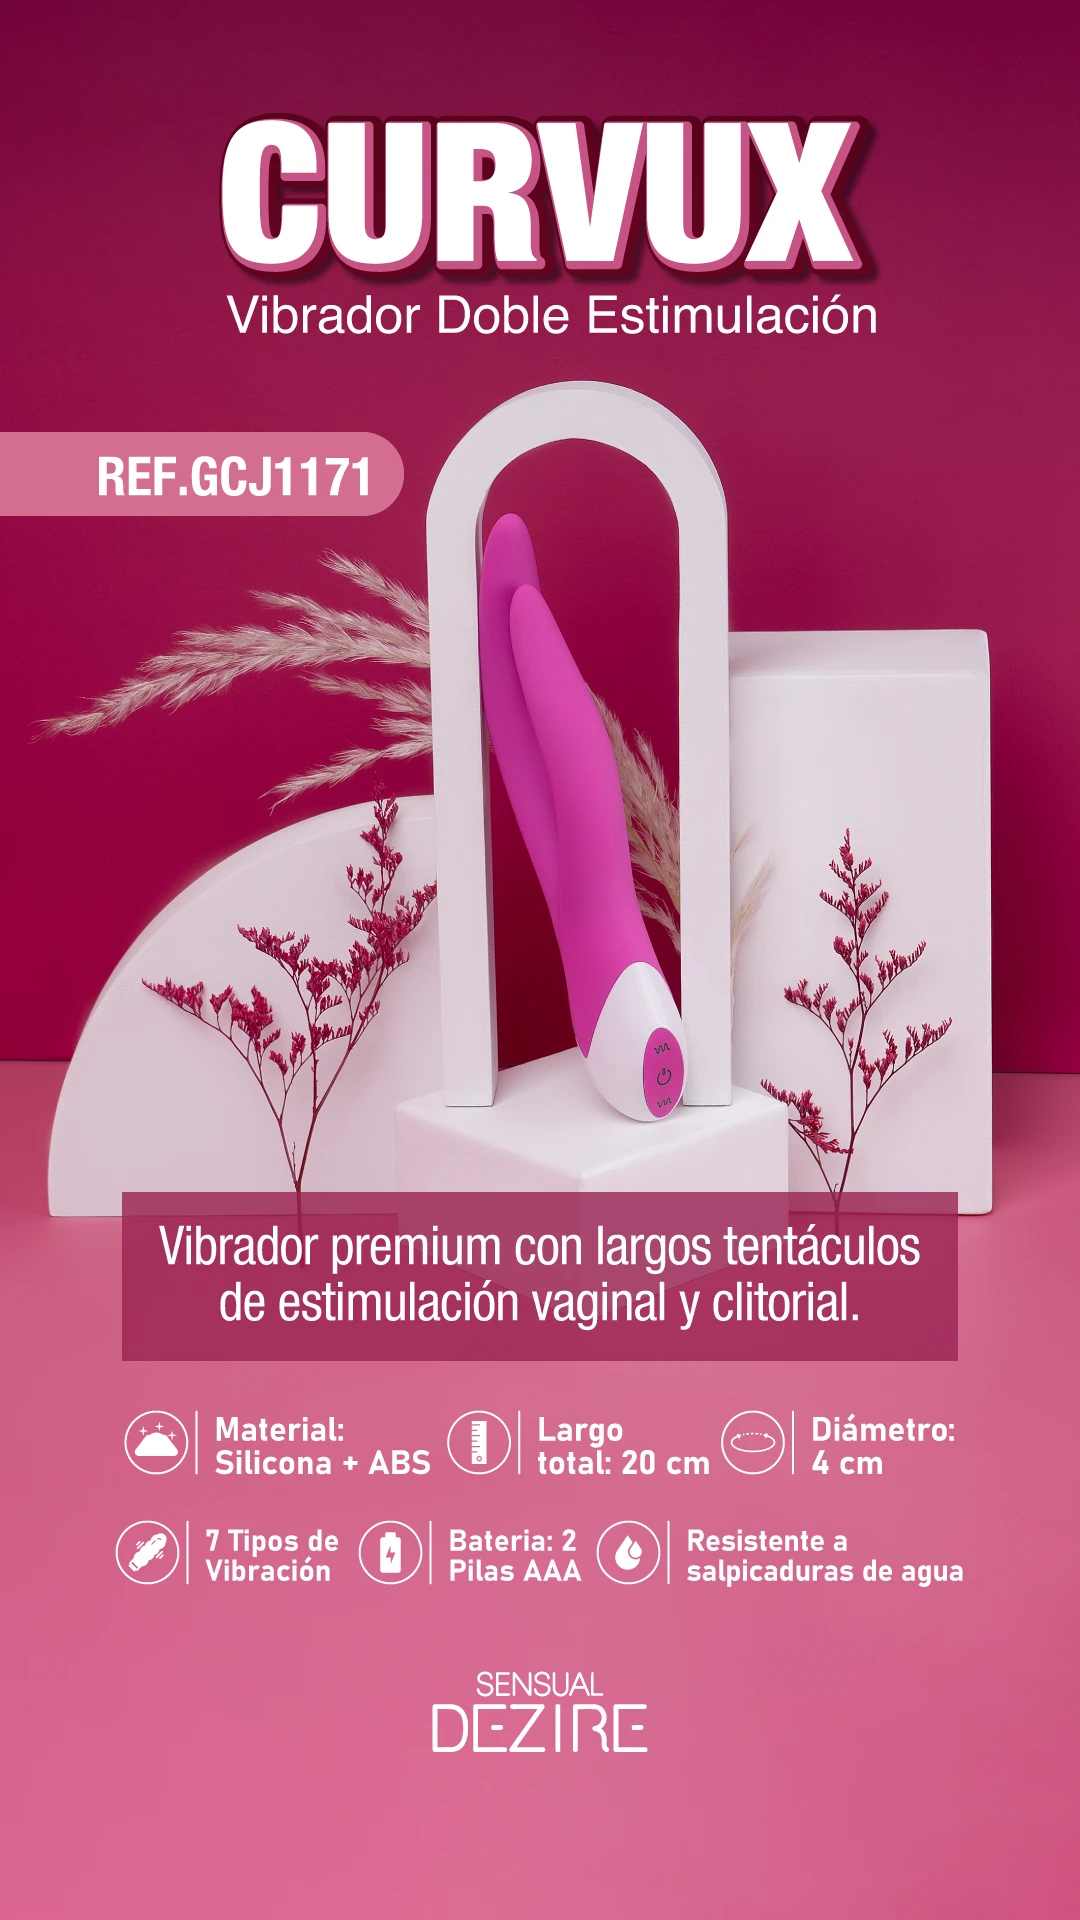 CURVUX
Vibrador Doble Estimulación
REF.GCJ1171
Vibrador premium con largos tentáculos
de estimulación vaginal y clitorial.
Material:
Silicona + ABS
Largo
total: 20 cm
Diámetro:
4 cm
7 Tipos de
Vibración
Bateria: 2
Pilas AAA
Resistente a
salpicaduras de agua
SENSUAL
DEZIRE